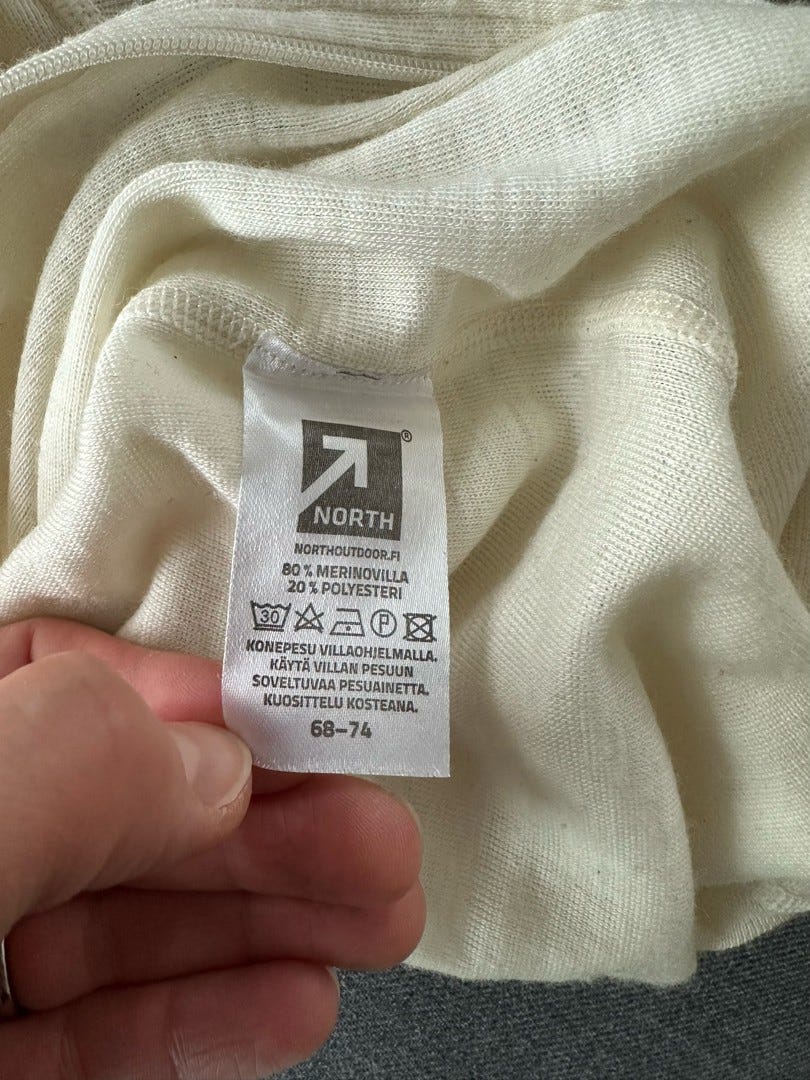 ®
NORTH
NORTHOUTDOOR.FI
80 % MERINOVILLA
20 % POLYESTERI
30 P
KONEPESU VILLAOHJELMALLA.
KÄYTÄ VILLAN PESUUN
SOVELTUVAA PESUAINETTA.
KUOSITTELU KOSTEANA.
68–74